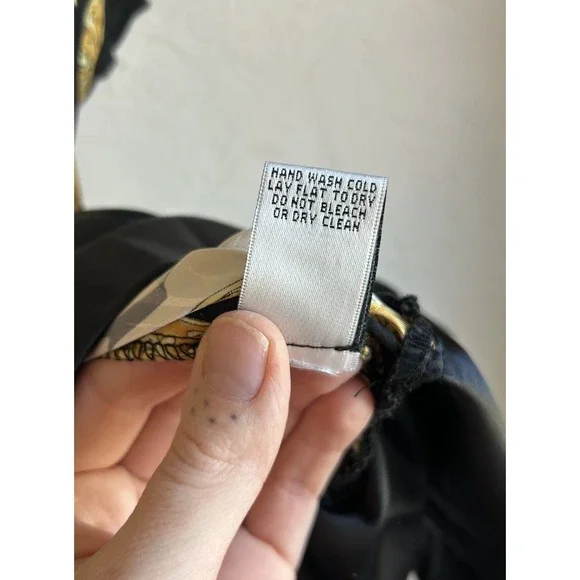 HAND WASH COLD
LAY FLAT TO DRY
DO NOT BLEACH
OR DRY CLEAN